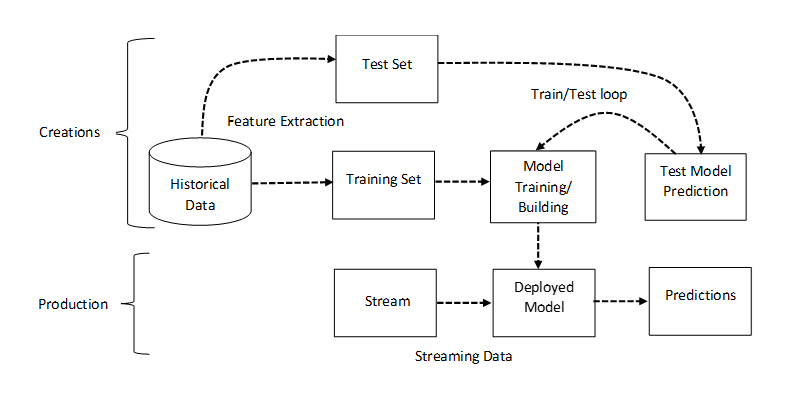 Test Set
Train/Test loop
Feature Extraction
Creations
Historical
Data
Training Set
Model
Training/
Building
Test Model
Prediction
Production
Stream
Deployed
Model
Predictions
Streaming Data